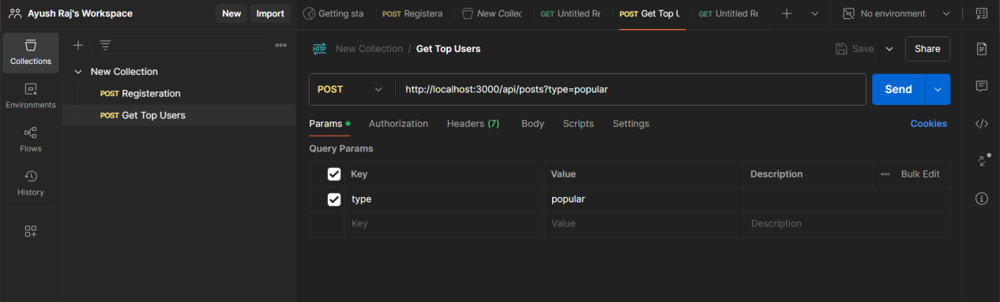 Ayush Raj's Workspace New Import
Getting sta POST Registera New Collec GET Untitled Re POST Get Top U GET Untitled Re No environment
Collections
Environments
Flows
History
New Collection
POST Registeration
POST Get Top Users
HTTP New Collection / Get Top Users Save Share
POST http://localhost:3000/api/posts?type=popular Send
Params Authorization Headers (7) Body Scripts Settings Cookies
Query Params
Key Value Description Bulk Edit
type popular
Key Value Description